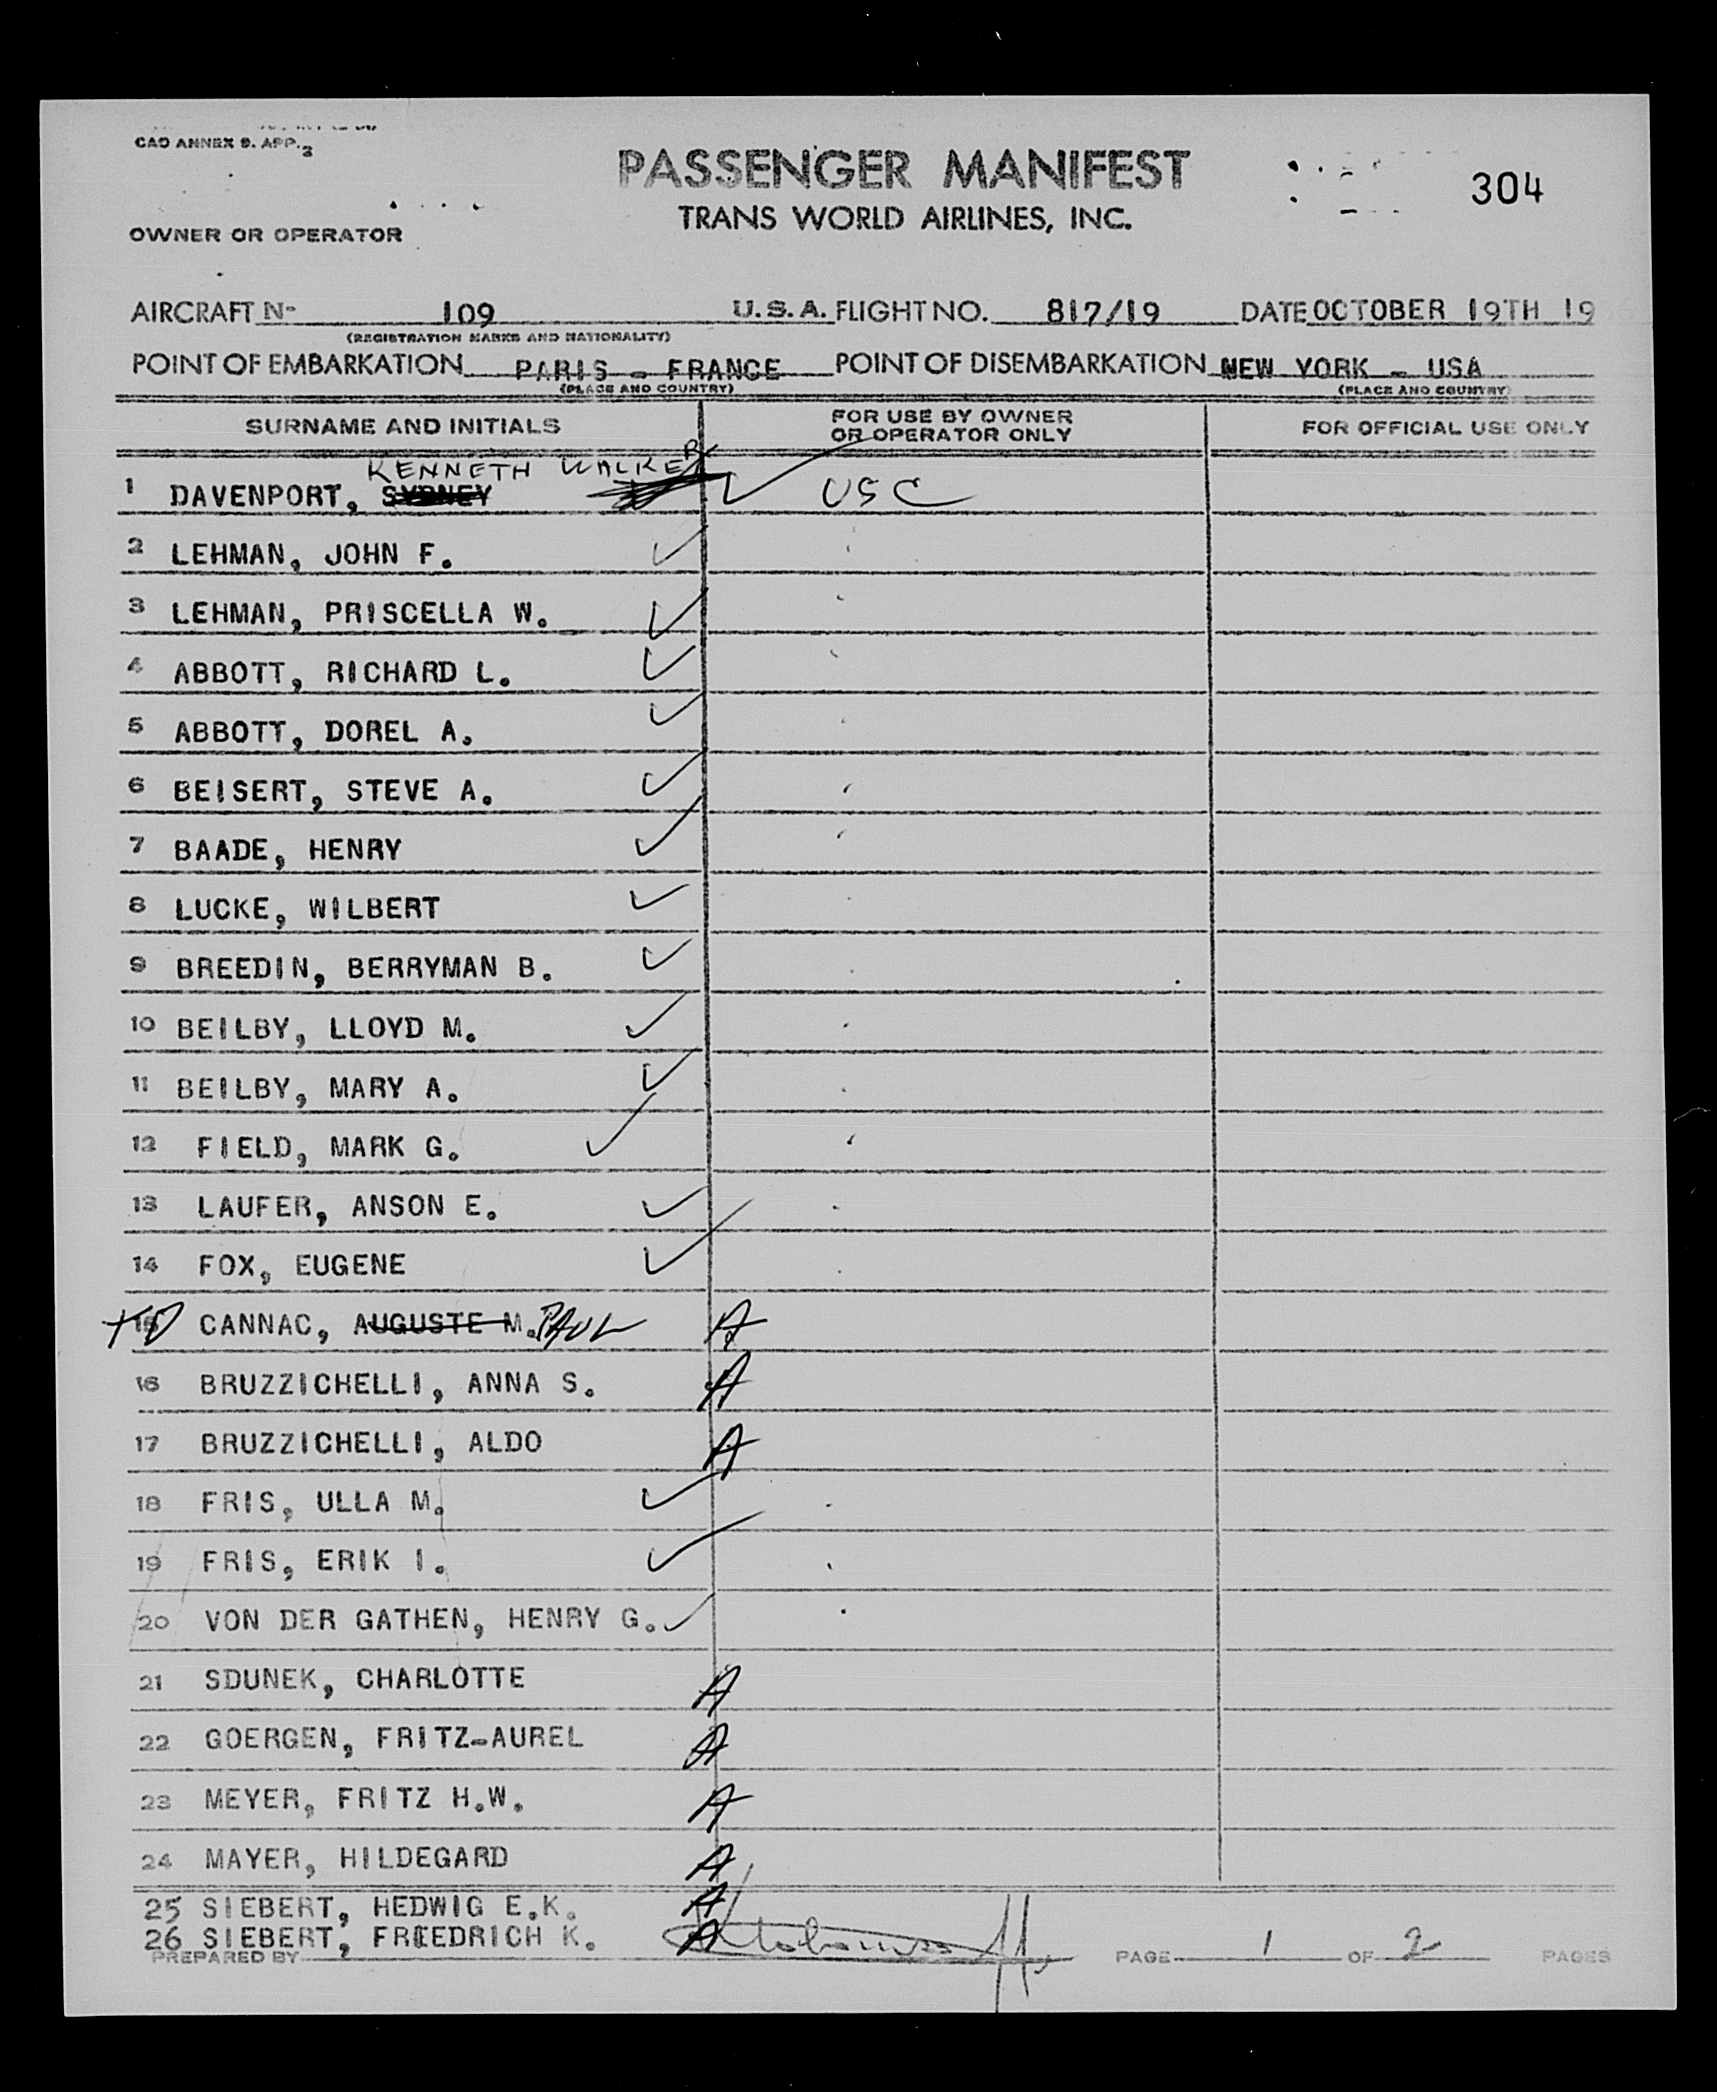 CAO ANNEX 9. APP. 2
PASSENGER MANIFEST
304
TRANS WORLD AIRLINES, INC.
OWNER OR OPERATOR
AIRCRAFT N- 109 U.S.A. FLIGHT NO. 817/19 DATE OCTOBER 19TH 19
(REGISTRATION MARKS AND NATIONALITY)
POINT OF EMBARKATION PARIS - FRANCE POINT OF DISEMBARKATION NEW YORK - USA
(PLACE AND COUNTRY) (PLACE AND COUNTRY)
SURNAME AND INITIALS FOR USE BY OWNER OR OPERATOR ONLY FOR OFFICIAL USE ONLY
KENNETH WALKER
1 DAVENPORT, SYDNEY ✓ USC
2 LEHMAN, JOHN F. ✓
3 LEHMAN, PRISCELLA W. ✓
4 ABBOTT, RICHARD L. ✓
5 ABBOTT, DOREL A. ✓
6 BEISERT, STEVE A. ✓
7 BAADE, HENRY ✓
8 LUCKE, WILBERT ✓
9 BREEDIN, BERRYMAN B. ✓
10 BEILBY, LLOYD M. ✓
11 BEILBY, MARY A. ✓
12 FIELD, MARK G. ✓
13 LAUFER, ANSON E. ✓
14 FOX, EUGENE ✓
15 CANNAC, AUGUSTE M. PAUL A
16 BRUZZICHELLI, ANNA S. A
17 BRUZZICHELLI, ALDO A
18 FRIS, ULLA M. ✓
19 FRIS, ERIK I. ✓
20 VON DER GATHEN, HENRY G. ✓
21 SDUNEK, CHARLOTTE A
22 GOERGEN, FRITZ-AUREL A
23 MEYER, FRITZ H.W. A
24 MAYER, HILDEGARD A
25 SIEBERT, HEDWIG E.K. A
26 SIEBERT, FRIEDRICH K. A
PREPARED BY PAGE 1 OF 2 PAGES